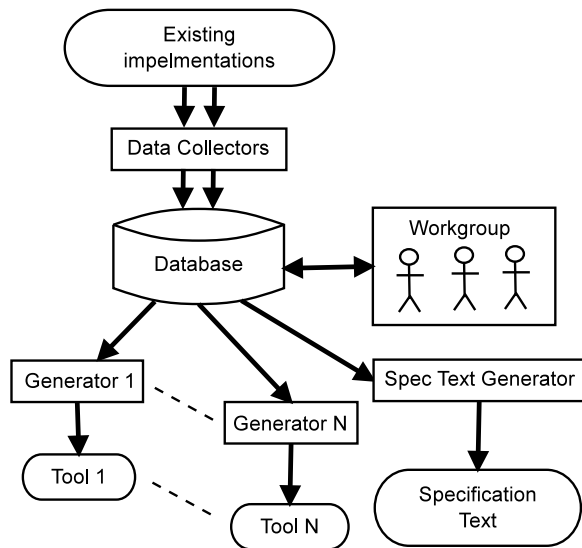 Existing
impelmentations
Data Collectors
Database
Workgroup
Generator 1
Generator N
Spec Text Generator
Tool 1
Tool N
Specification
Text